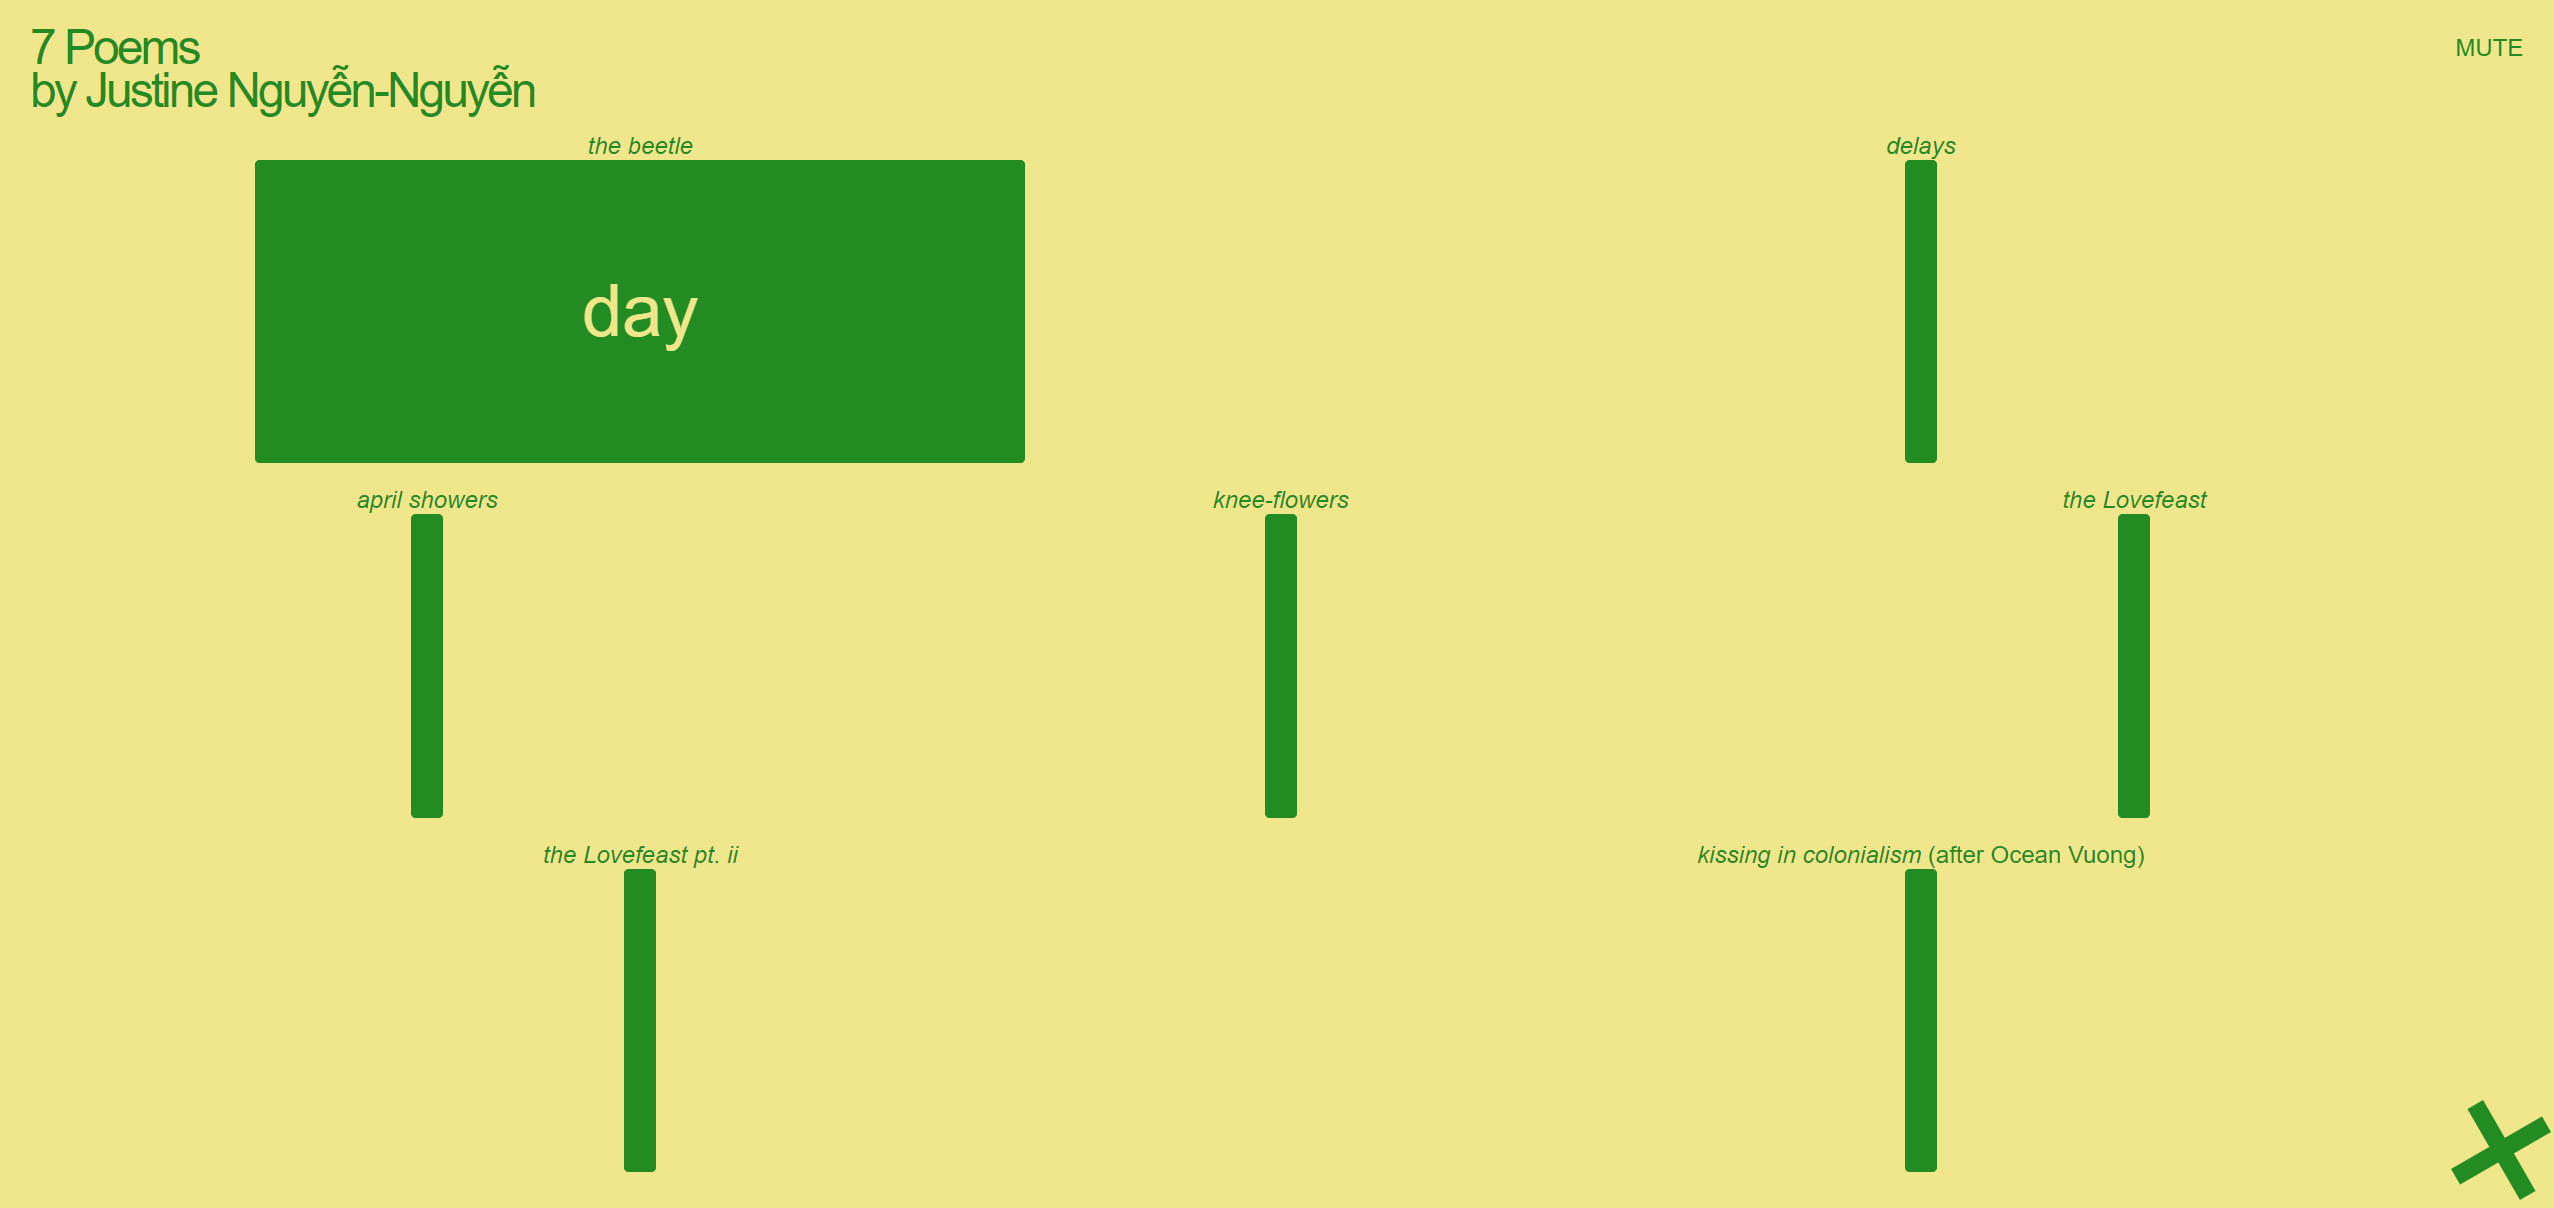 7 Poems
by Justine Nguyễn-Nguyễn
MUTE
the beetle
delays
day
april showers
knee-flowers
the Lovefeast
the Lovefeast pt. ii
kissing in colonialism (after Ocean Vuong)